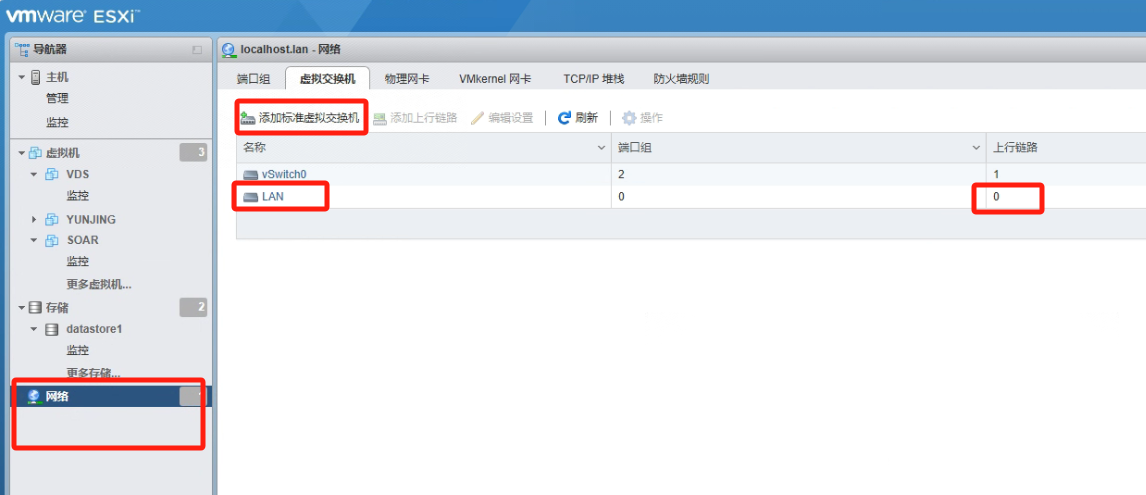 vmware ESXi™
导航器
主机
管理
监控
虚拟机 3
VDS
监控
YUNJING
SOAR
监控
更多虚拟机...
存储 2
datastore1
监控
更多存储...
网络
localhost.lan - 网络
端口组 虚拟交换机 物理网卡 VMkernel 网卡 TCP/IP 堆栈 防火墙规则
添加标准虚拟交换机 添加上行链路 编辑设置 刷新 操作
名称 端口组 上行链路
vSwitch0 2 1
LAN 0 0